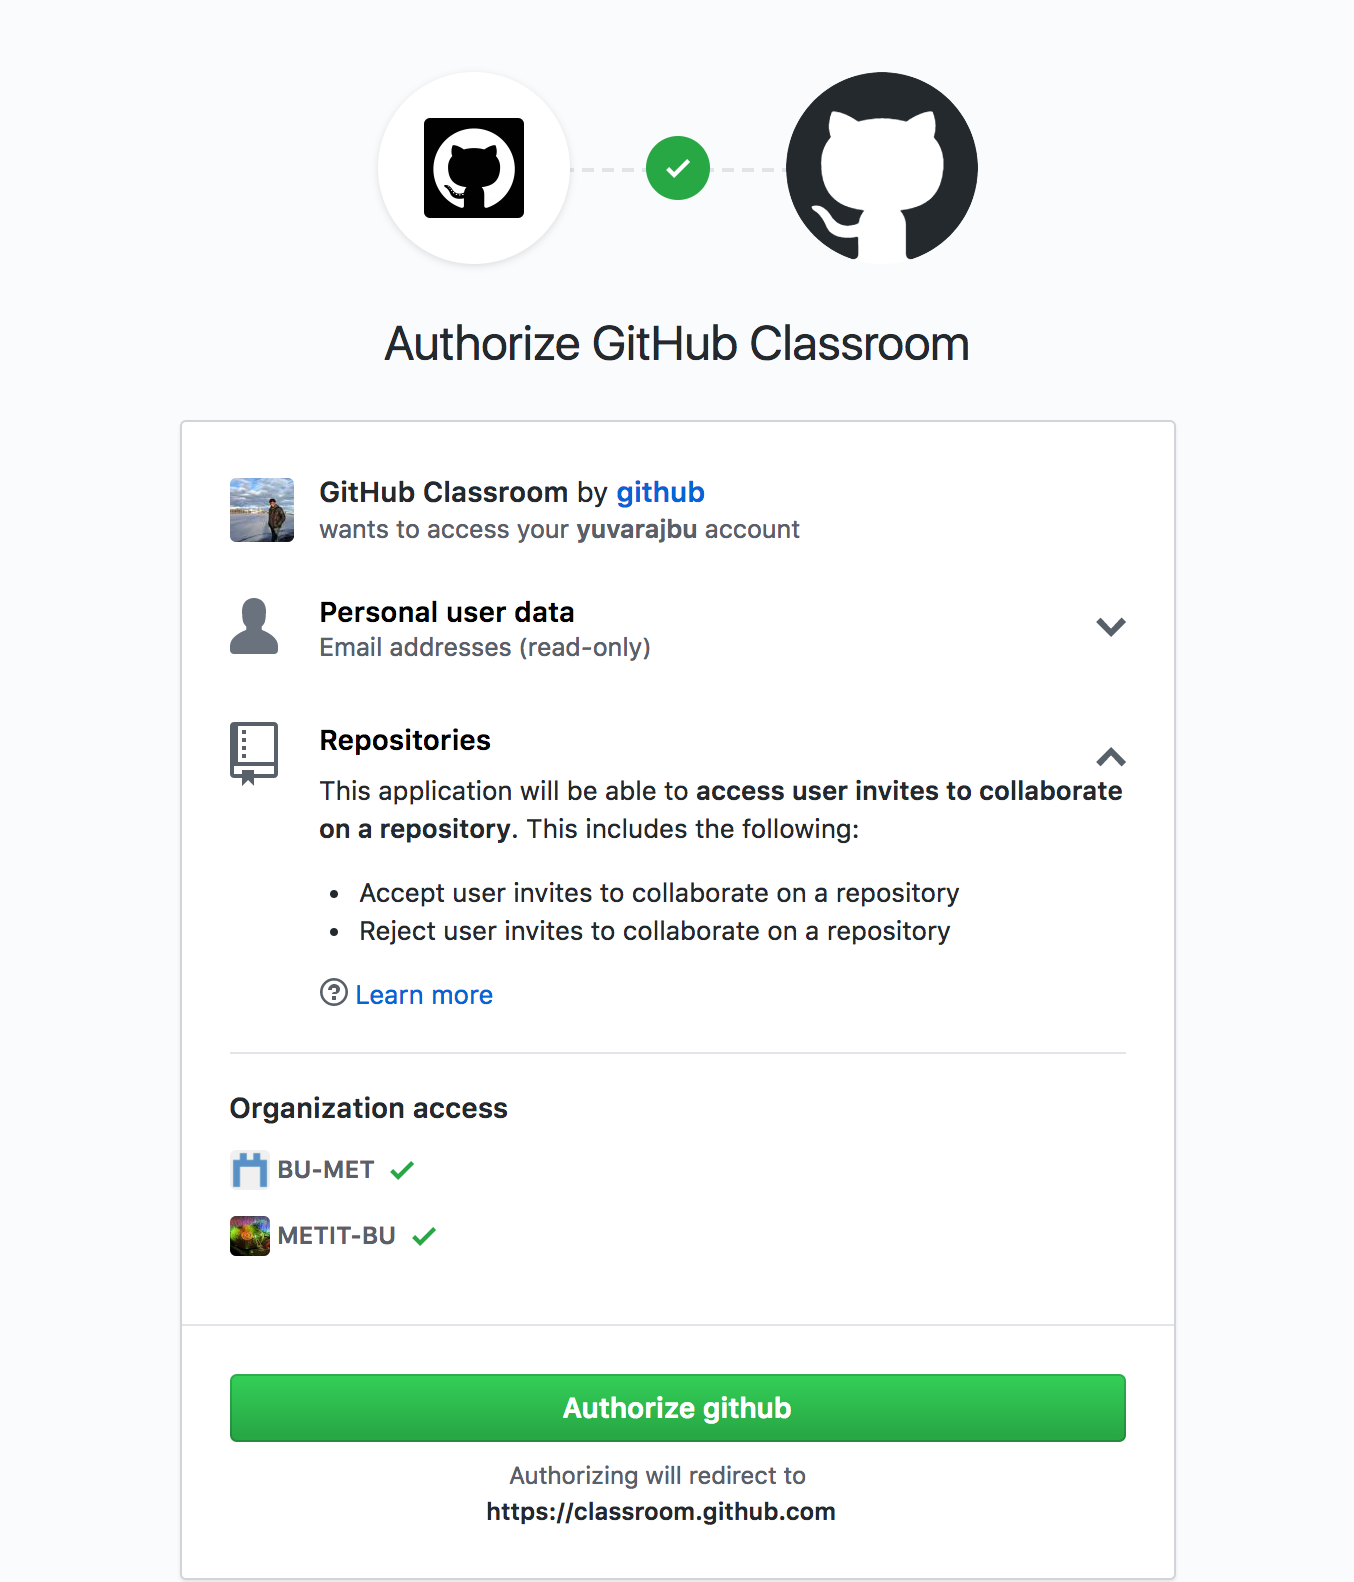 Authorize GitHub Classroom
GitHub Classroom by github
wants to access your yuvarajbu account
Personal user data
Email addresses (read-only)
Repositories
This application will be able to access user invites to collaborate
on a repository. This includes the following:
• Accept user invites to collaborate on a repository
• Reject user invites to collaborate on a repository
Learn more
Organization access
BU-MET
METIT-BU
Authorize github
Authorizing will redirect to
https://classroom.github.com